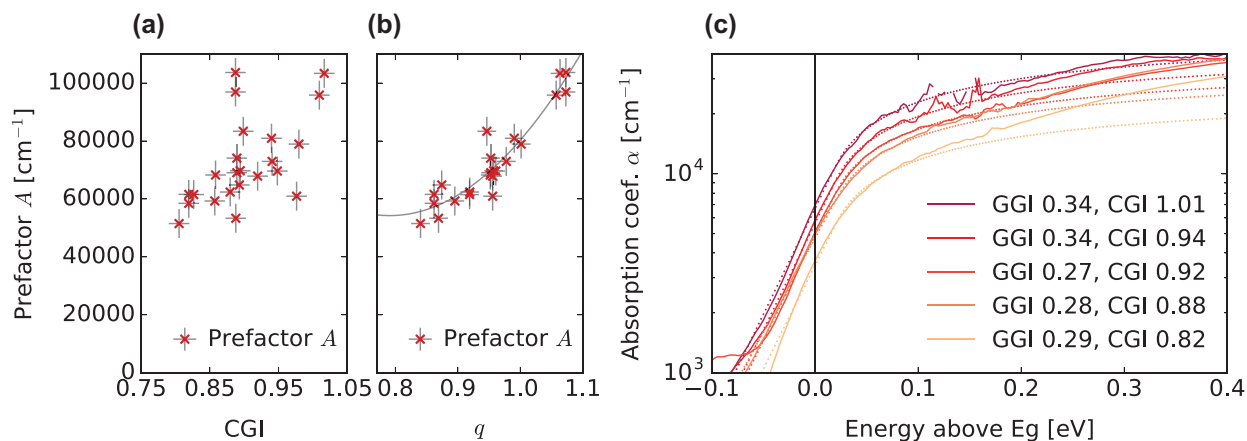 (a)
(b)
(c)
Prefactor A [cm⁻¹]
100000
80000
60000
40000
20000
0
Prefactor A
0.75 0.85 0.95 1.05
CGI
Prefactor A
0.8 0.9 1.0 1.1
q
Absorption coef. α [cm⁻¹]
10⁴
10³
GGI 0.34, CGI 1.01
GGI 0.34, CGI 0.94
GGI 0.27, CGI 0.92
GGI 0.28, CGI 0.88
GGI 0.29, CGI 0.82
−0.1 0.0 0.1 0.2 0.3 0.4
Energy above Eg [eV]